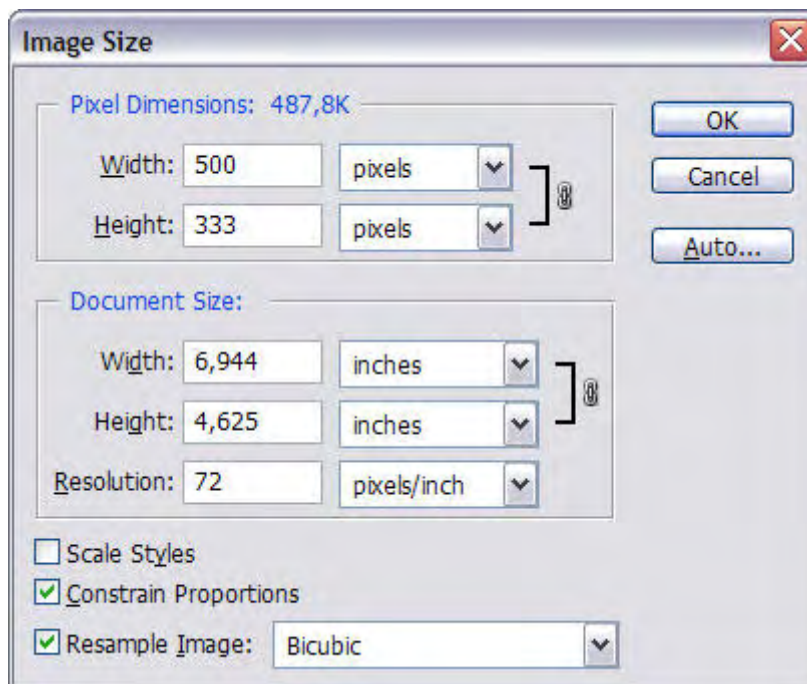 Image Size
Pixel Dimensions: 487,8K
Width: 500 pixels
Height: 333 pixels
OK
Cancel
Auto...
Document Size:
Width: 6,944 inches
Height: 4,625 inches
Resolution: 72 pixels/inch
Scale Styles
Constrain Proportions
Resample Image: Bicubic